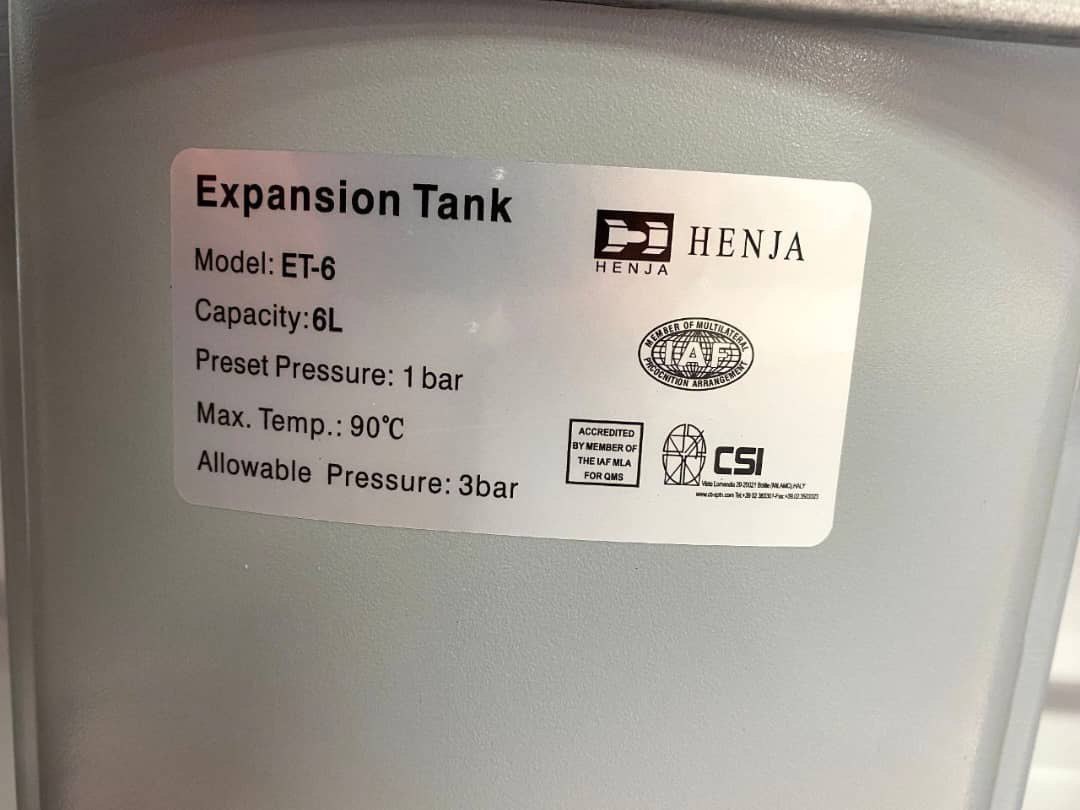 Expansion Tank
Model: ET-6
Capacity:6L
Preset Pressure: 1 bar
Max. Temp.: 90℃
Allowable Pressure: 3bar
HENJA
HENJA
MEMBER OF MULTILATERAL
IAF
ARRANGEMENT
ACCREDITED
BY MEMBER OF
THE IAF MLA
FOR QMS
CSI